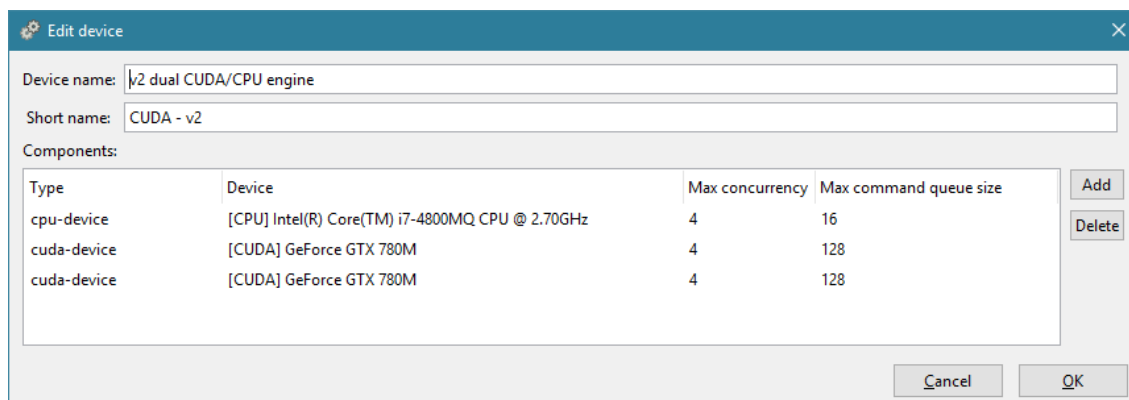 Edit device
Device name: v2 dual CUDA/CPU engine
Short name: CUDA - v2
Components:
Type Device Max concurrency Max command queue size
cpu-device [CPU] Intel(R) Core(TM) i7-4800MQ CPU @ 2.70GHz 4 16
cuda-device [CUDA] GeForce GTX 780M 4 128
cuda-device [CUDA] GeForce GTX 780M 4 128
Add
Delete
Cancel OK